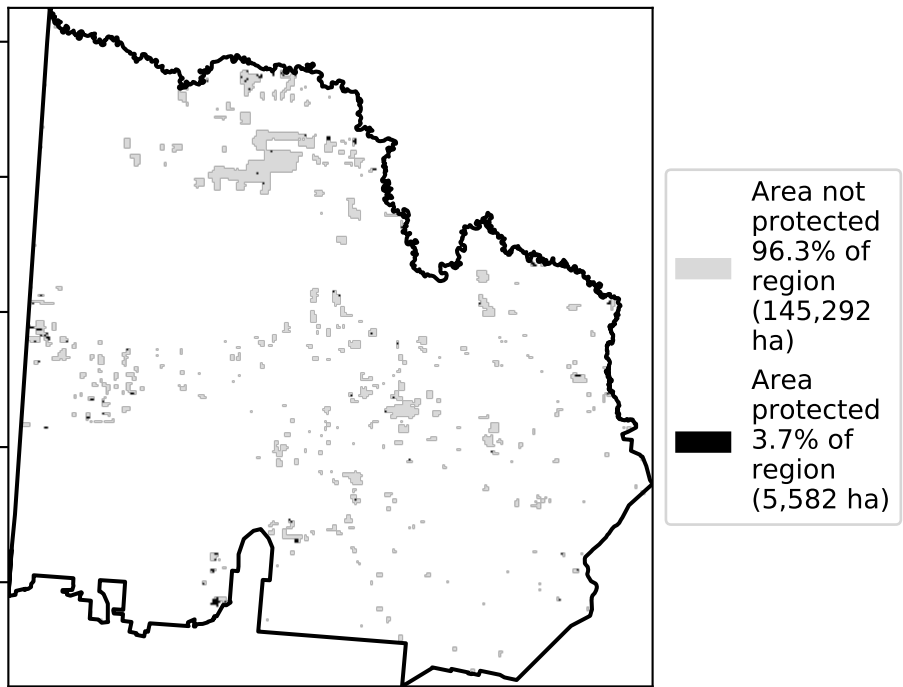 Area not
protected
96.3% of
region
(145,292
ha)
Area
protected
3.7% of
region
(5,582 ha)